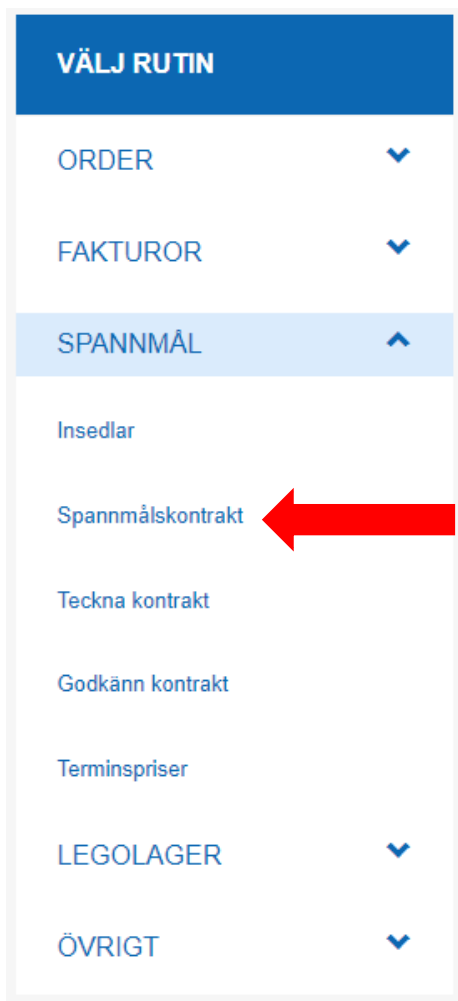 VÄLJ RUTIN
ORDER
FAKTUROR
SPANNMÅL
Insedlar
Spannmålskontrakt
Teckna kontrakt
Godkänn kontrakt
Terminspriser
LEGOLAGER
ÖVRIGT